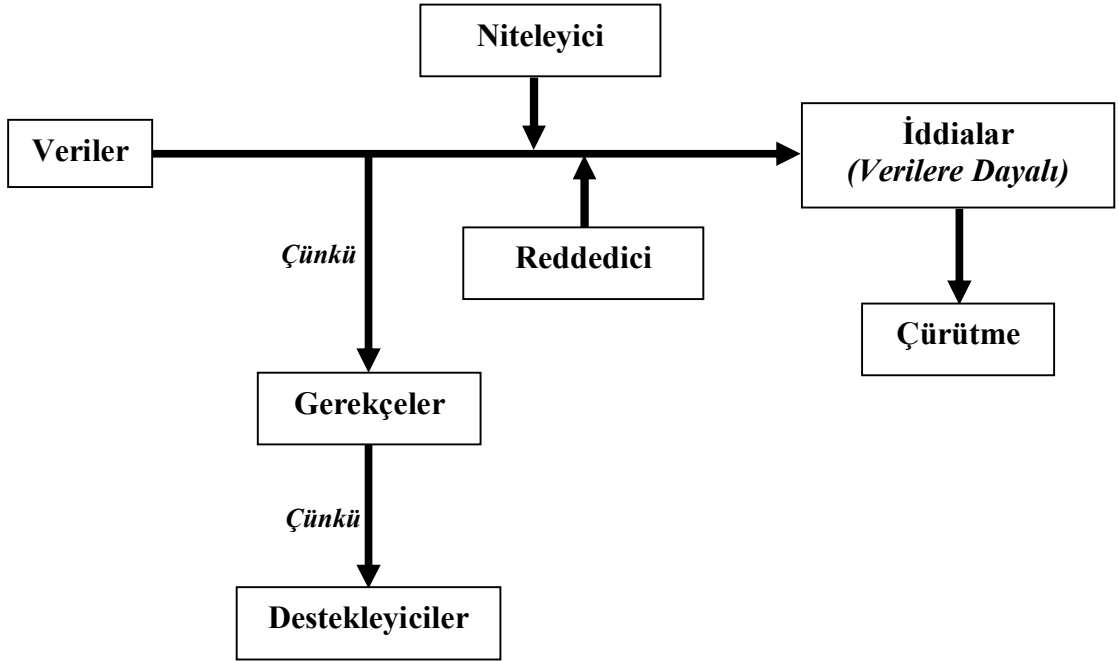 Niteleyici
Veriler
İddialar
(Verilere Dayalı)
Çünkü
Reddedici
Çürütme
Gerekçeler
Çünkü
Destekleyiciler